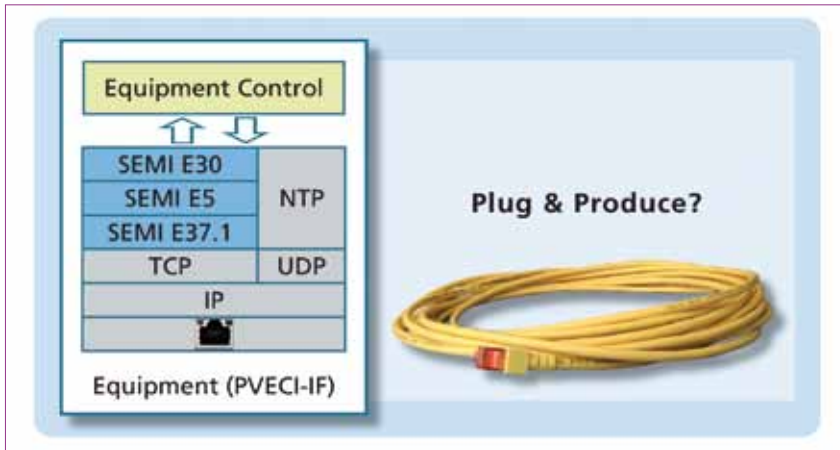 Equipment Control
SEMI E30
SEMI E5
NTP
SEMI E37.1
TCP
UDP
IP
Equipment (PVECI-IF)
Plug & Produce?